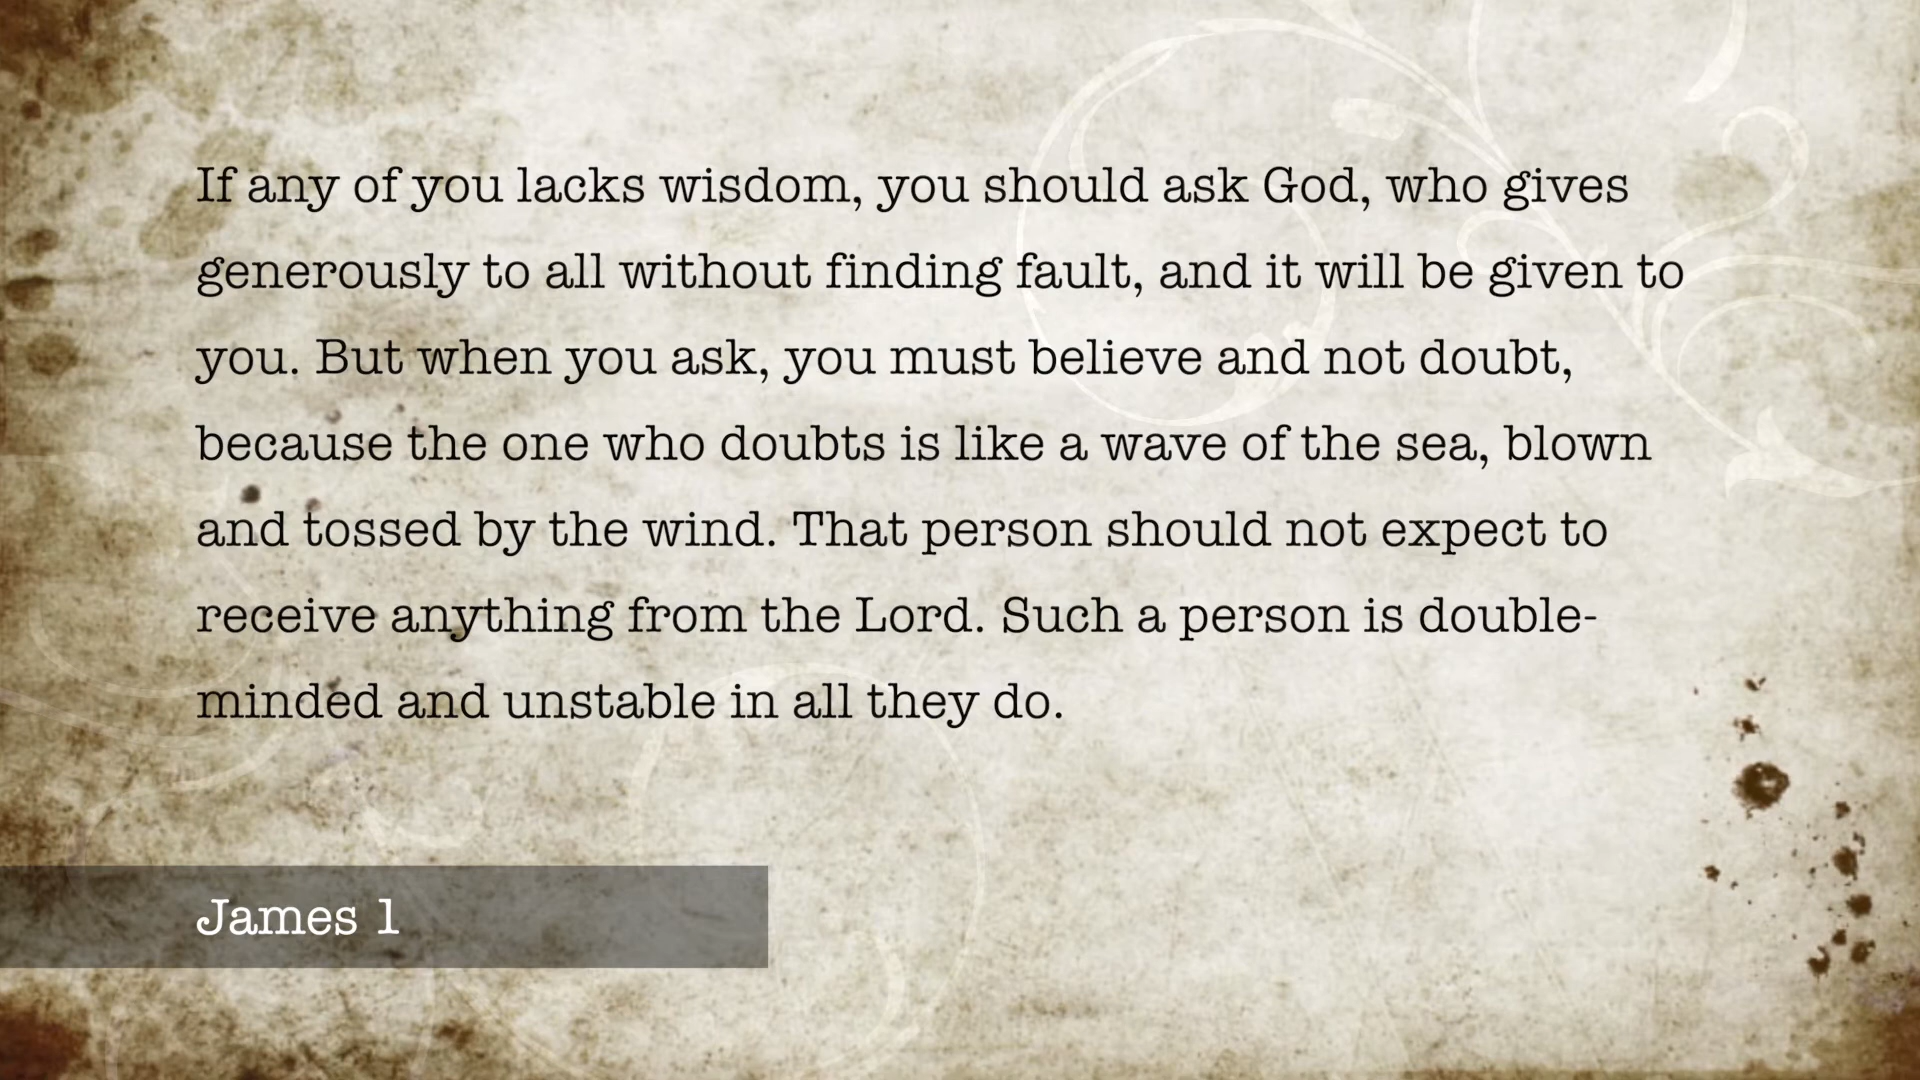 If any of you lacks wisdom, you should ask God, who gives
generously to all without finding fault, and it will be given to
you. But when you ask, you must believe and not doubt,
because the one who doubts is like a wave of the sea, blown
and tossed by the wind. That person should not expect to
receive anything from the Lord. Such a person is double-
minded and unstable in all they do.
James 1